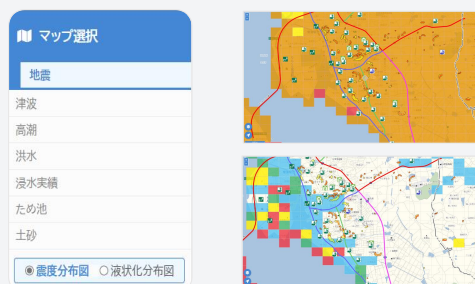 マップ選択
地震
津波
高潮
洪水
浸水実績
ため池
土砂
震度分布図 液状化分布図